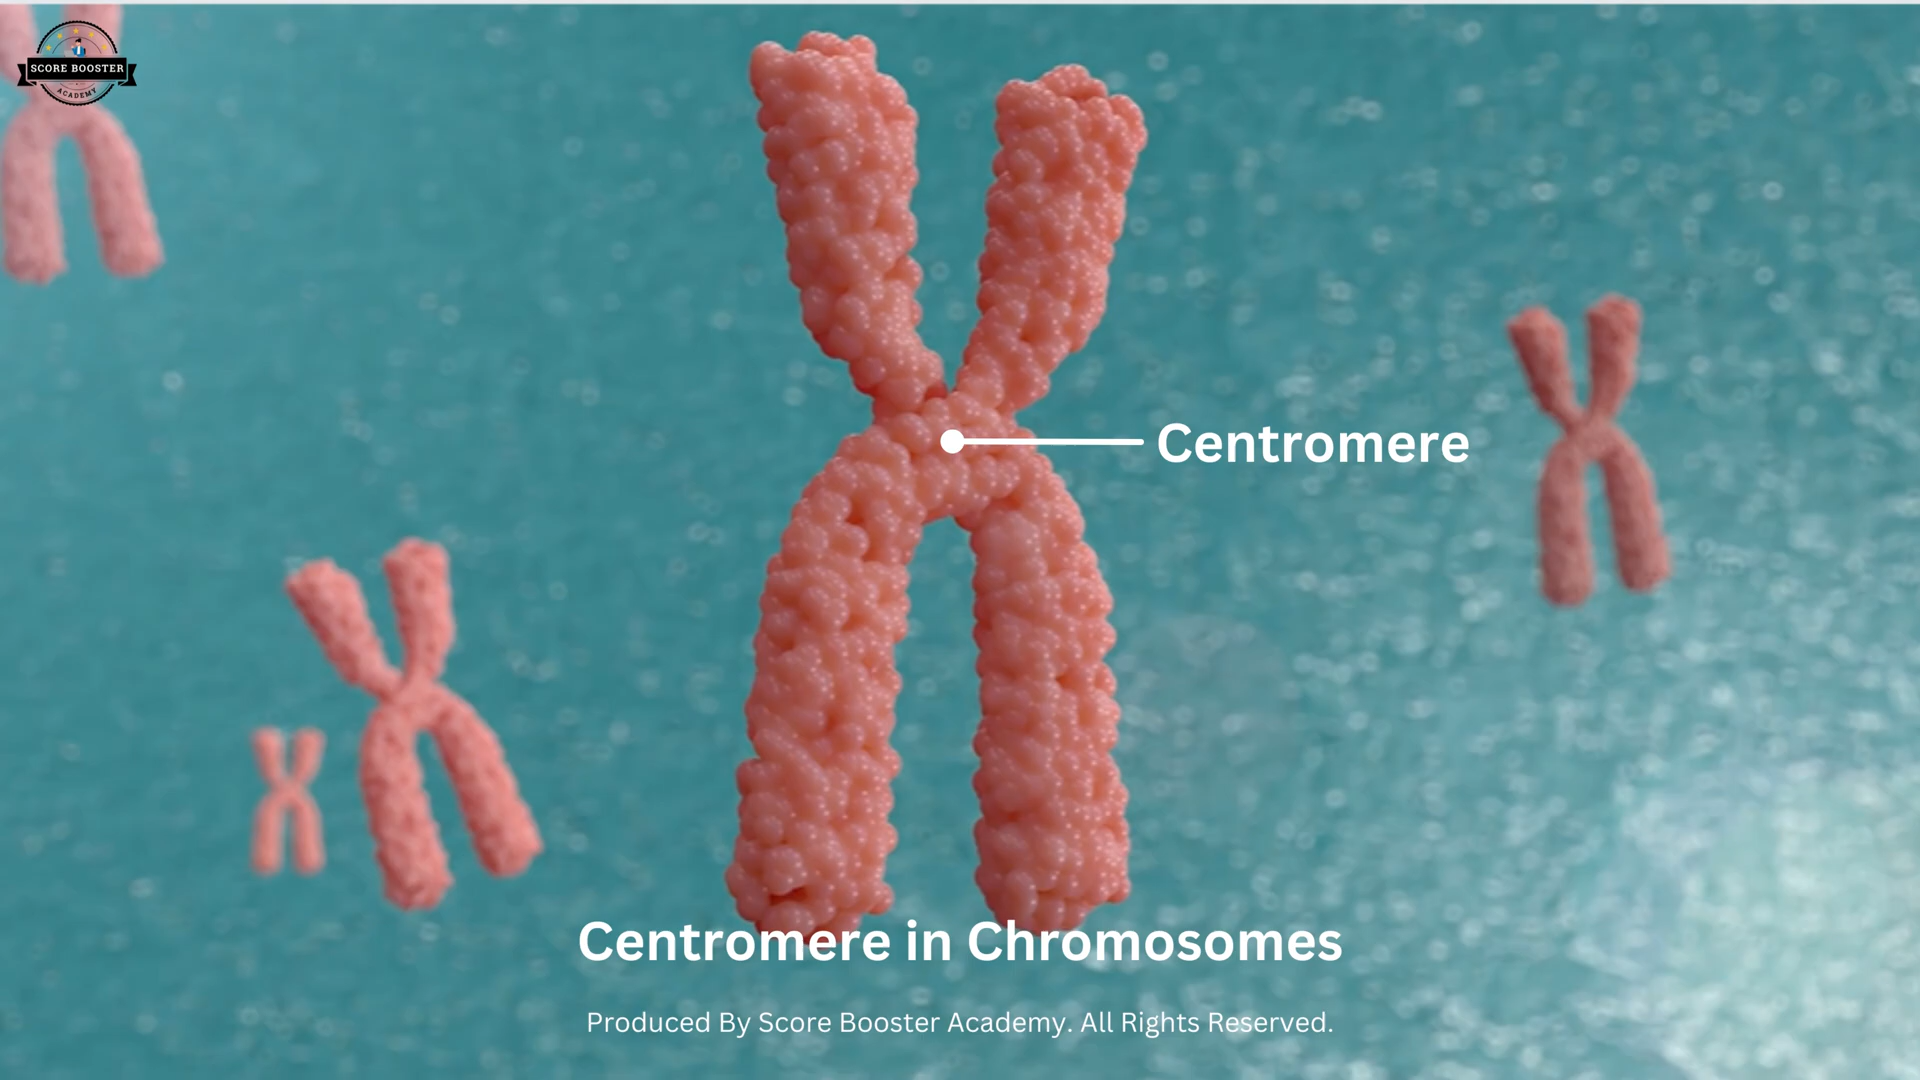 SCORE BOOSTER
ACADEMY
Centromere
Centromere in Chromosomes
Produced By Score Booster Academy. All Rights Reserved.